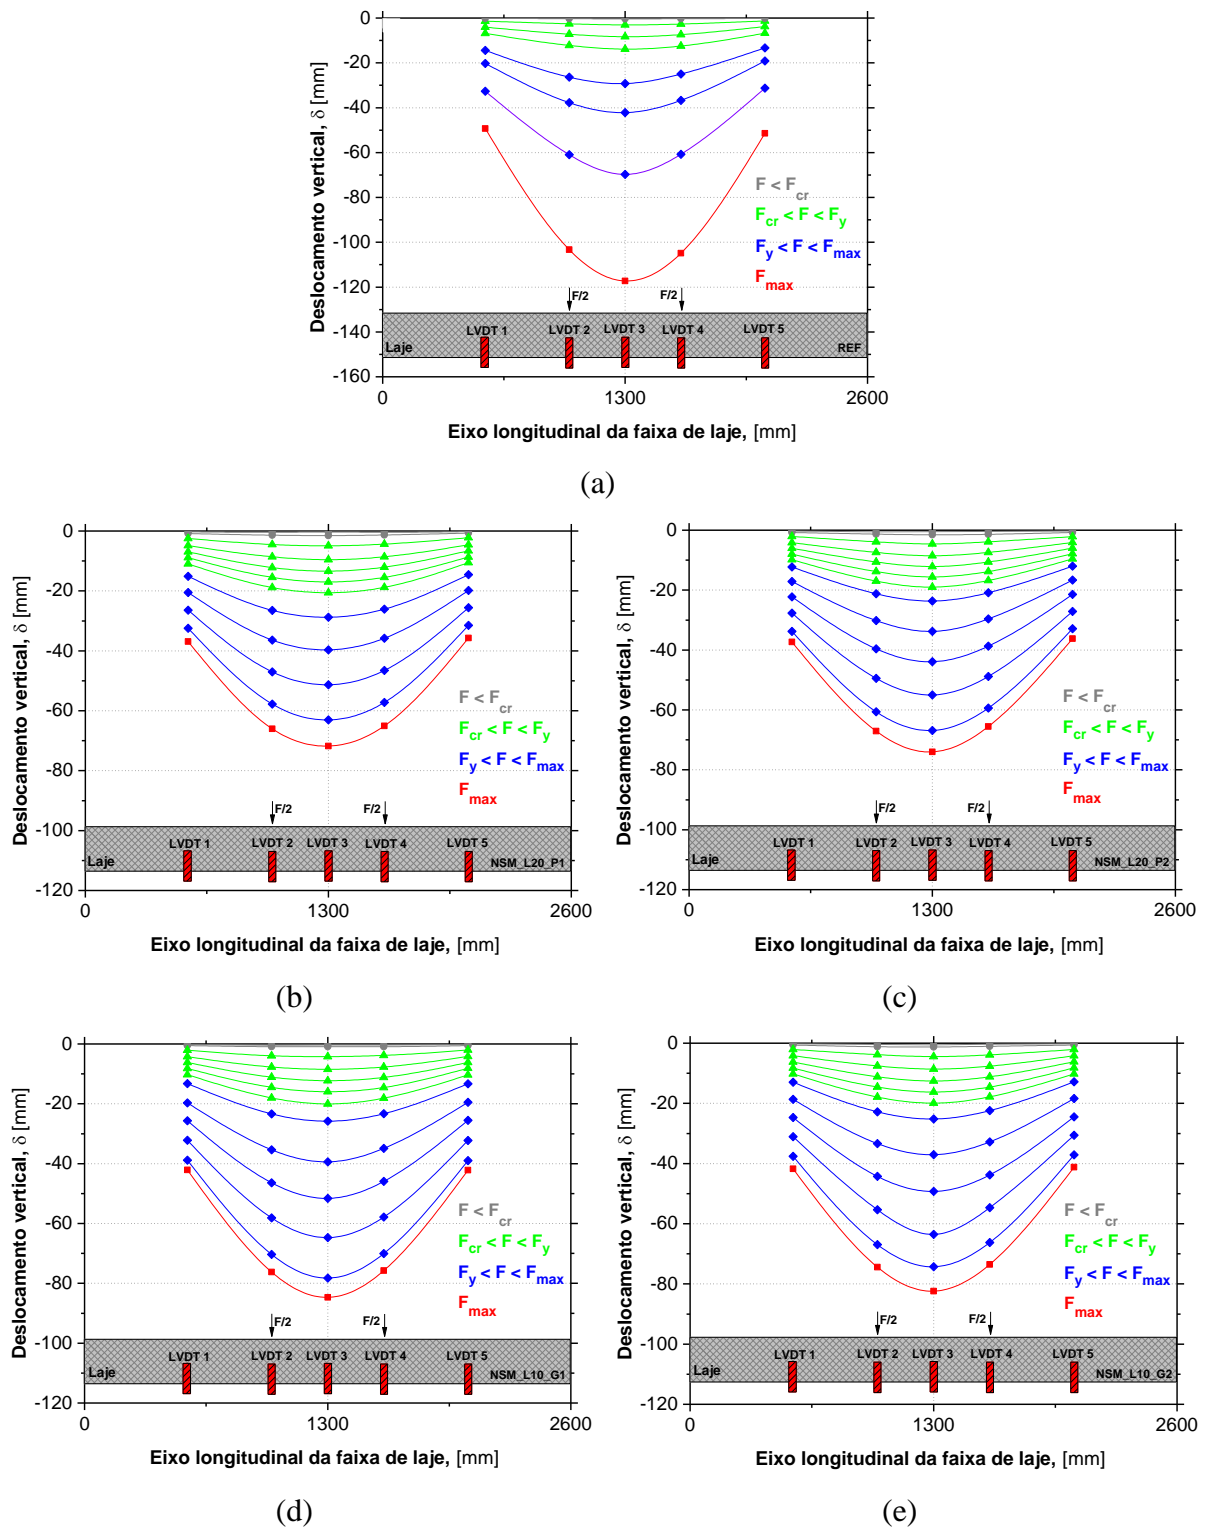 0
-20
-40
-60
-80
-100
-120
-140
-160
Deslocamento vertical, δ [mm]
F < Fcr
Fcr < F < Fy
Fy < F < Fmax
Fmax
F/2 F/2
LVDT 1 LVDT 2 LVDT 3 LVDT 4 LVDT 5
Laje REF
0 1300 2600
Eixo longitudinal da faixa de laje, [mm]
(a)
0
-20
-40
-60
-80
-100
-120
Deslocamento vertical, δ [mm]
F < Fcr
Fcr < F < Fy
Fy < F < Fmax
Fmax
F/2 F/2
LVDT 1 LVDT 2 LVDT 3 LVDT 4 LVDT 5
Laje NSM_L20_P1
0 1300 2600
Eixo longitudinal da faixa de laje, [mm]
(b)
0
-20
-40
-60
-80
-100
-120
Deslocamento vertical, δ [mm]
F < Fcr
Fcr < F < Fy
Fy < F < Fmax
Fmax
F/2 F/2
LVDT 1 LVDT 2 LVDT 3 LVDT 4 LVDT 5
Laje NSM_L20_P2
0 1300 2600
Eixo longitudinal da faixa de laje, [mm]
(c)
0
-20
-40
-60
-80
-100
-120
Deslocamento vertical, δ [mm]
F < Fcr
Fcr < F < Fy
Fy < F < Fmax
Fmax
F/2 F/2
LVDT 1 LVDT 2 LVDT 3 LVDT 4 LVDT 5
Laje NSM_L10_G1
0 1300 2600
Eixo longitudinal da faixa de laje, [mm]
(d)
0
-20
-40
-60
-80
-100
-120
Deslocamento vertical, δ [mm]
F < Fcr
Fcr < F < Fy
Fy < F < Fmax
Fmax
F/2 F/2
LVDT 1 LVDT 2 LVDT 3 LVDT 4 LVDT 5
Laje NSM_L10_G2
0 1300 2600
Eixo longitudinal da faixa de laje, [mm]
(e)